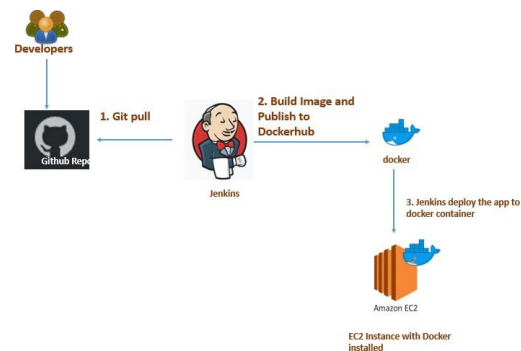 Developers
1. Git pull
2. Build Image and
Publish to
Dockerhub
Github Repo
Jenkins
docker
3. Jenkins deploy the app to
docker container
Amazon EC2
EC2 Instance with Docker
installed